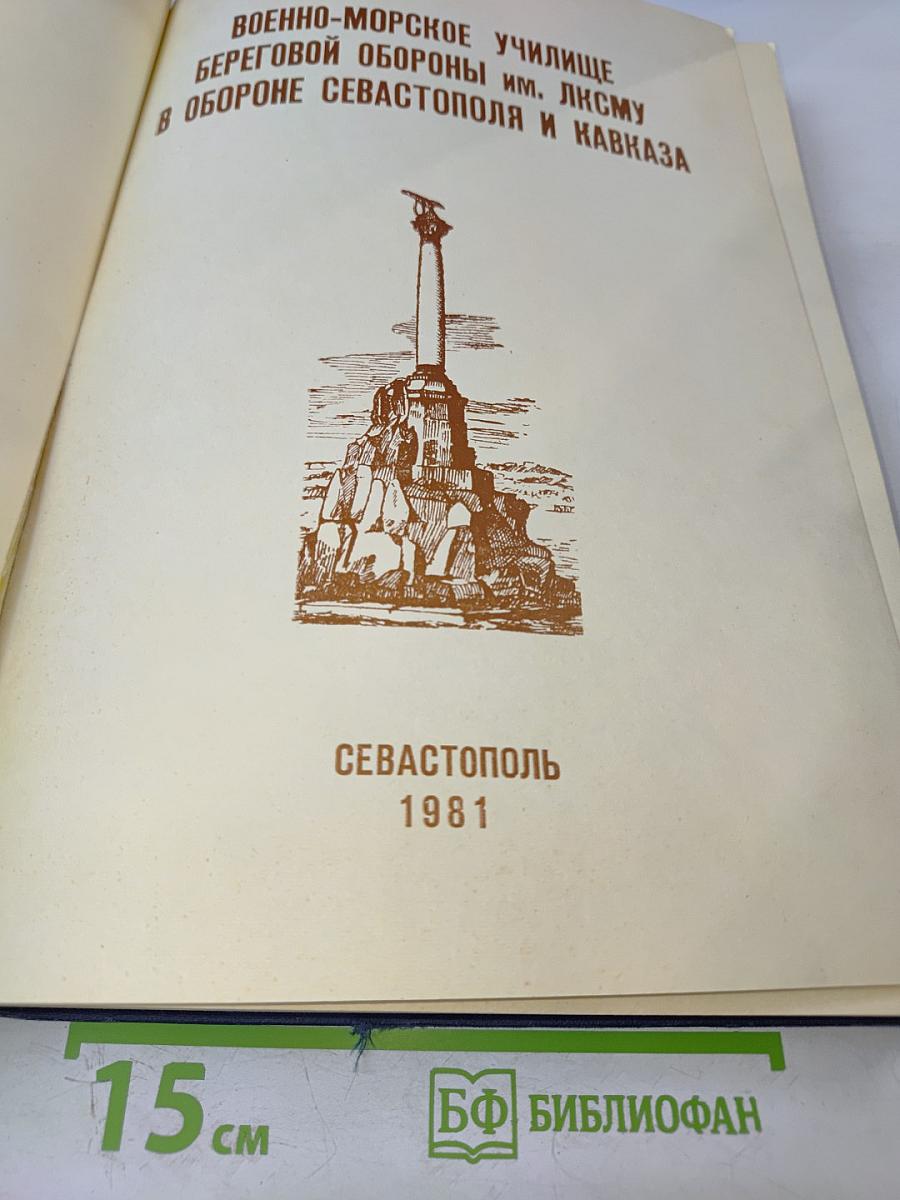 ВОЕННО-МОРСКОЕ УЧИЛИЩЕ
БЕРЕГОВОЙ ОБОРОНЫ им. ЛКСМУ
В ОБОРОНЕ СЕВАСТОПОЛЯ И КАВКАЗА
СЕВАСТОПОЛЬ
1981
15 см
БФ БИБЛИОФАН